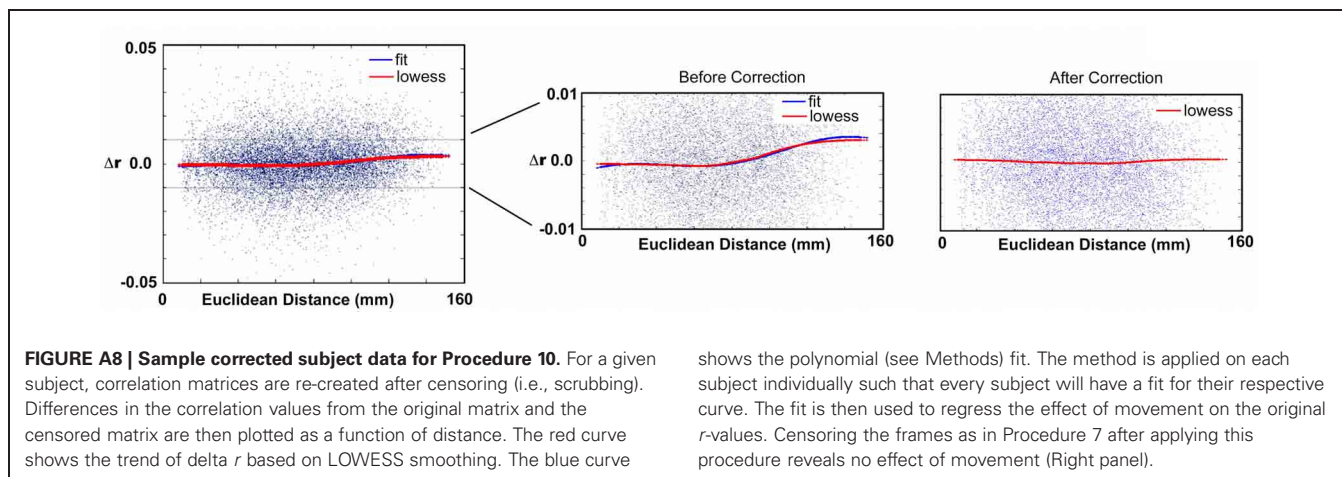 0.05
fit
lowess
Δr 0.0
-0.05
0
Euclidean Distance (mm)
160
Before Correction
0.01
fit
lowess
Δr 0.0
-0.01
0
Euclidean Distance (mm)
160
After Correction
lowess
0
Euclidean Distance (mm)
160
FIGURE A8 | Sample corrected subject data for Procedure 10. For a given
subject, correlation matrices are re-created after censoring (i.e., scrubbing).
Differences in the correlation values from the original matrix and the
censored matrix are then plotted as a function of distance. The red curve
shows the trend of delta r based on LOWESS smoothing. The blue curve
shows the polynomial (see Methods) fit. The method is applied on each
subject individually such that every subject will have a fit for their respective
curve. The fit is then used to regress the effect of movement on the original
r-values. Censoring the frames as in Procedure 7 after applying this
procedure reveals no effect of movement (Right panel).